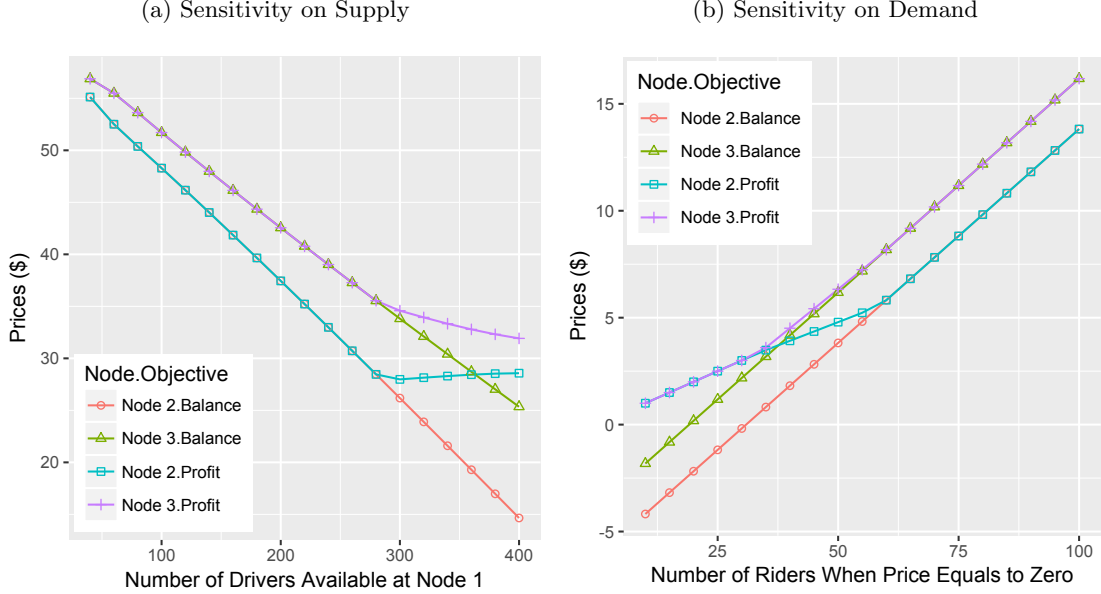 (a) Sensitivity on Supply
Prices ($)
50
40
30
20
Node.Objective
Node 2.Balance
Node 3.Balance
Node 2.Profit
Node 3.Profit
100
200
300
400
Number of Drivers Available at Node 1
(b) Sensitivity on Demand
Prices ($)
15
10
5
0
-5
Node.Objective
Node 2.Balance
Node 3.Balance
Node 2.Profit
Node 3.Profit
25
50
75
100
Number of Riders When Price Equals to Zero